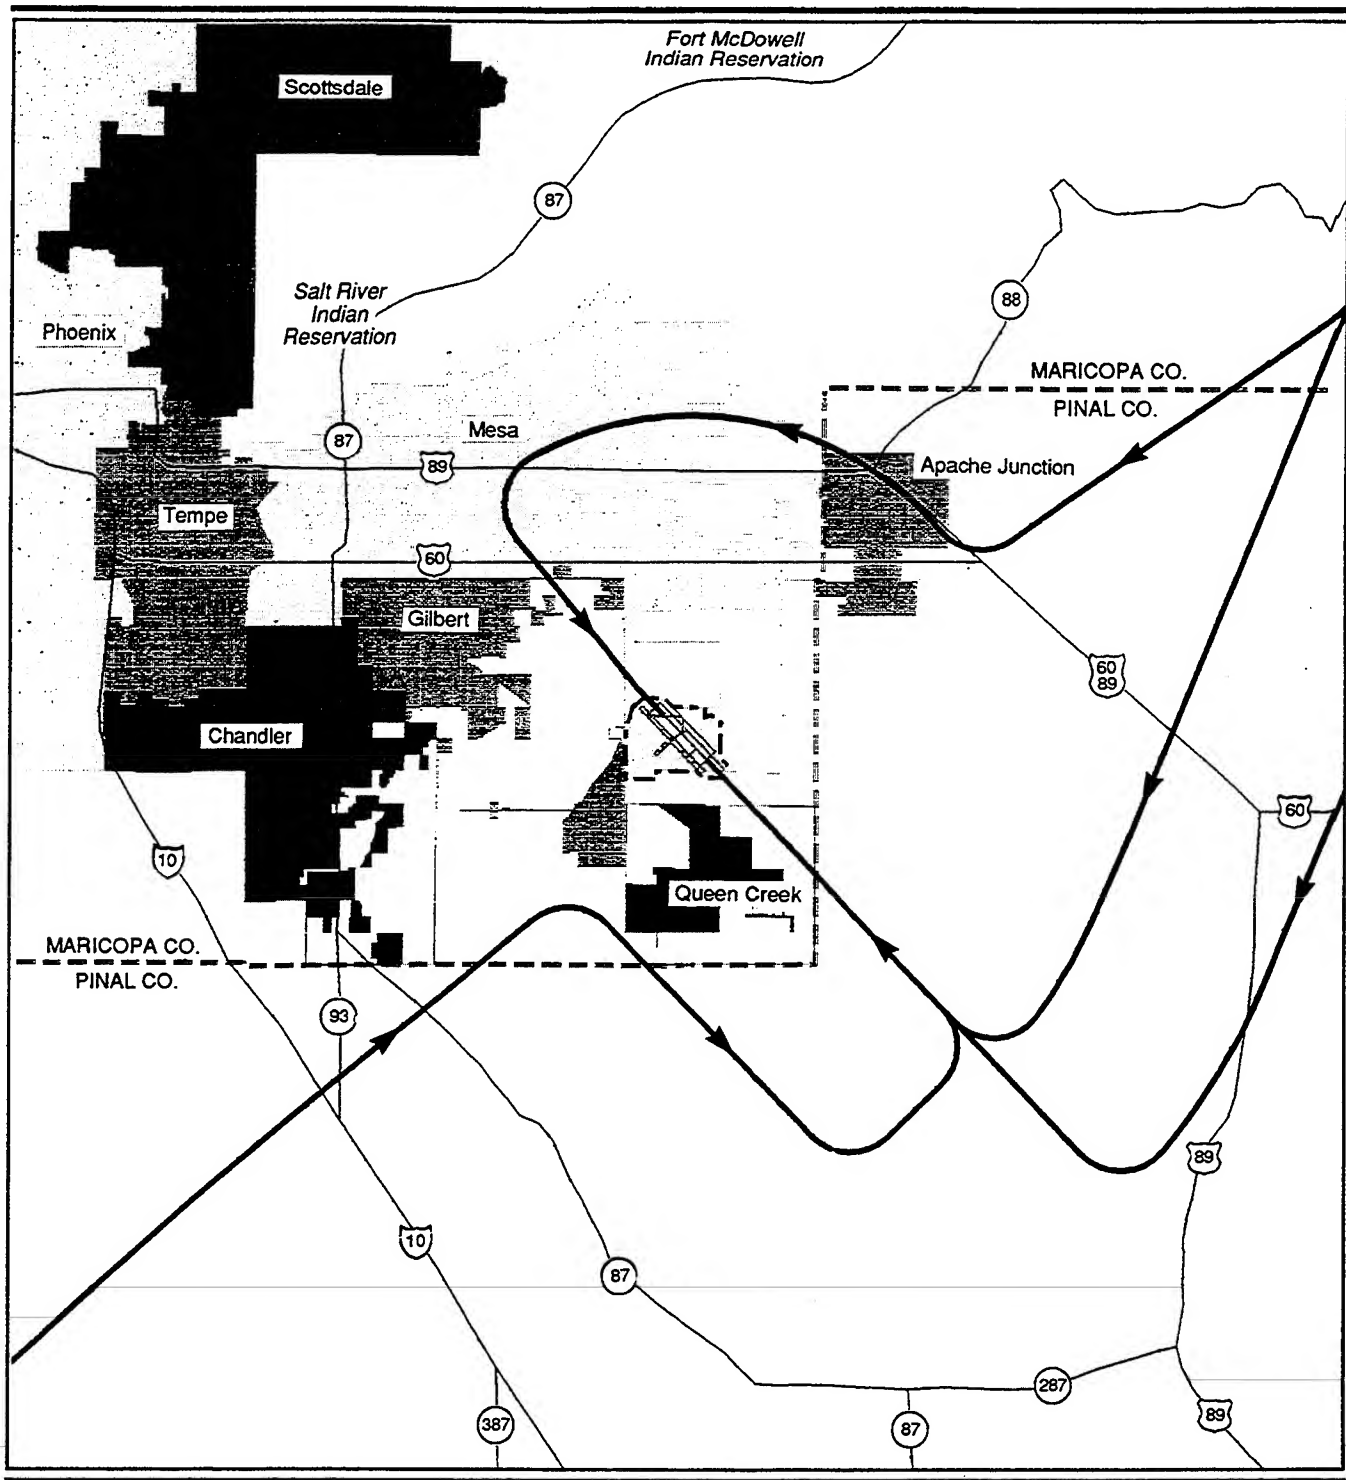 Fort McDowell
Indian Reservation
Scottsdale
87
Salt River
Indian
Reservation
88
Phoenix
MARICOPA CO.
PINAL CO.
Mesa
87
89
Apache Junction
Tempe
60
Gilbert
60
89
Chandler
60
10
Queen Creek
MARICOPA CO.
PINAL CO.
93
89
10
87
287
387
87
89